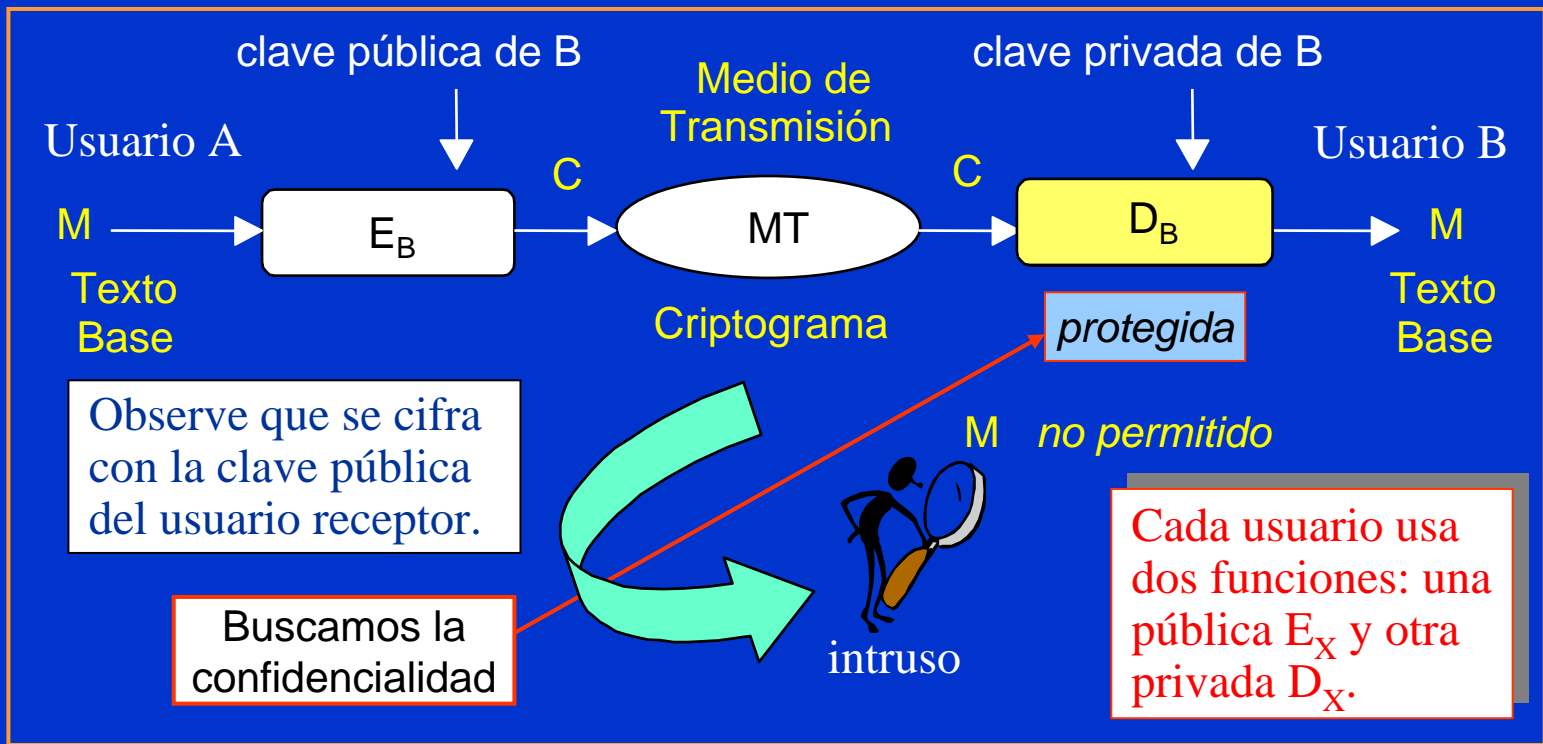 clave pública de B
clave privada de B
Medio de
Transmisión
Usuario A
Usuario B
C
C
M
E_B
MT
D_B
M
Texto
Base
Criptograma
protegida
Texto
Base
Observe que se cifra
con la clave pública
del usuario receptor.
M no permitido
Buscamos la
confidencialidad
intruso
Cada usuario usa
dos funciones: una
pública E_X y otra
privada D_X.